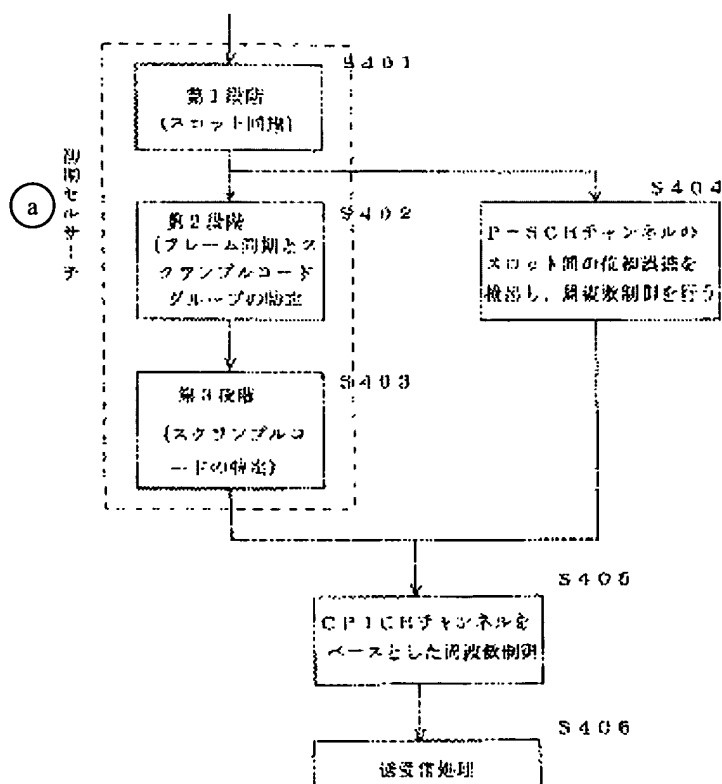 S401
第1段階
(スロット同期)
a
サーチャ処理
S402
第2段階
(フレーム同期とス
クランブルコード
グループの特定
S404
P-SCHチャンネルの
スロット間の位相誤差を
検出し、周波数制御を行う
S403
第3段階
(スクランブルコ
ードの特定)
S405
CPICHチャンネルを
ベースとした周波数制御
S406
送受信処理